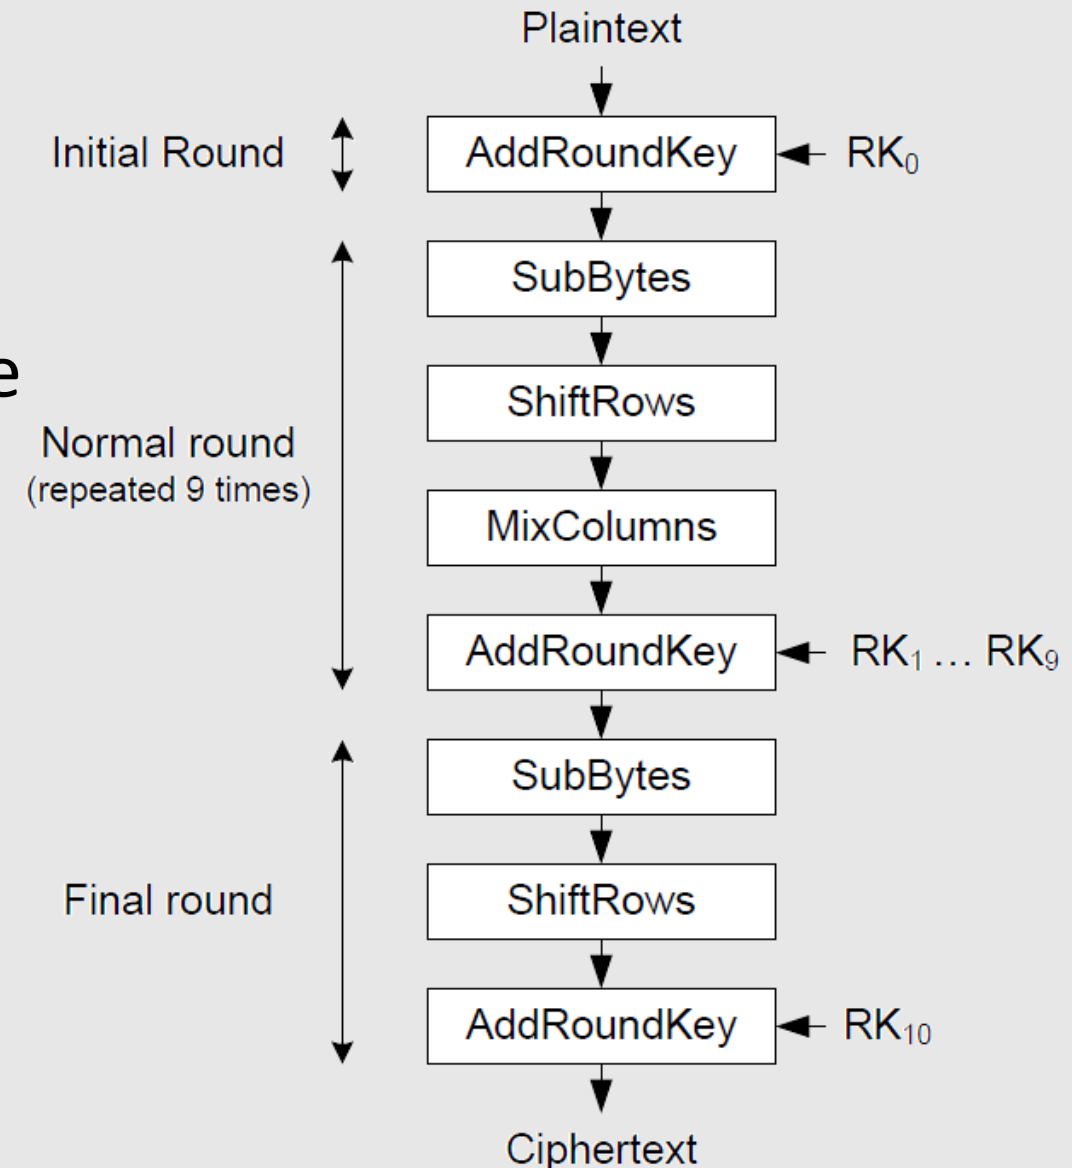 Plaintext
Initial Round
AddRoundKey
RK₀
SubBytes
e
ShiftRows
Normal round
(repeated 9 times)
MixColumns
AddRoundKey
RK₁ ... RK₉
SubBytes
Final round
ShiftRows
AddRoundKey
RK₁₀
Ciphertext